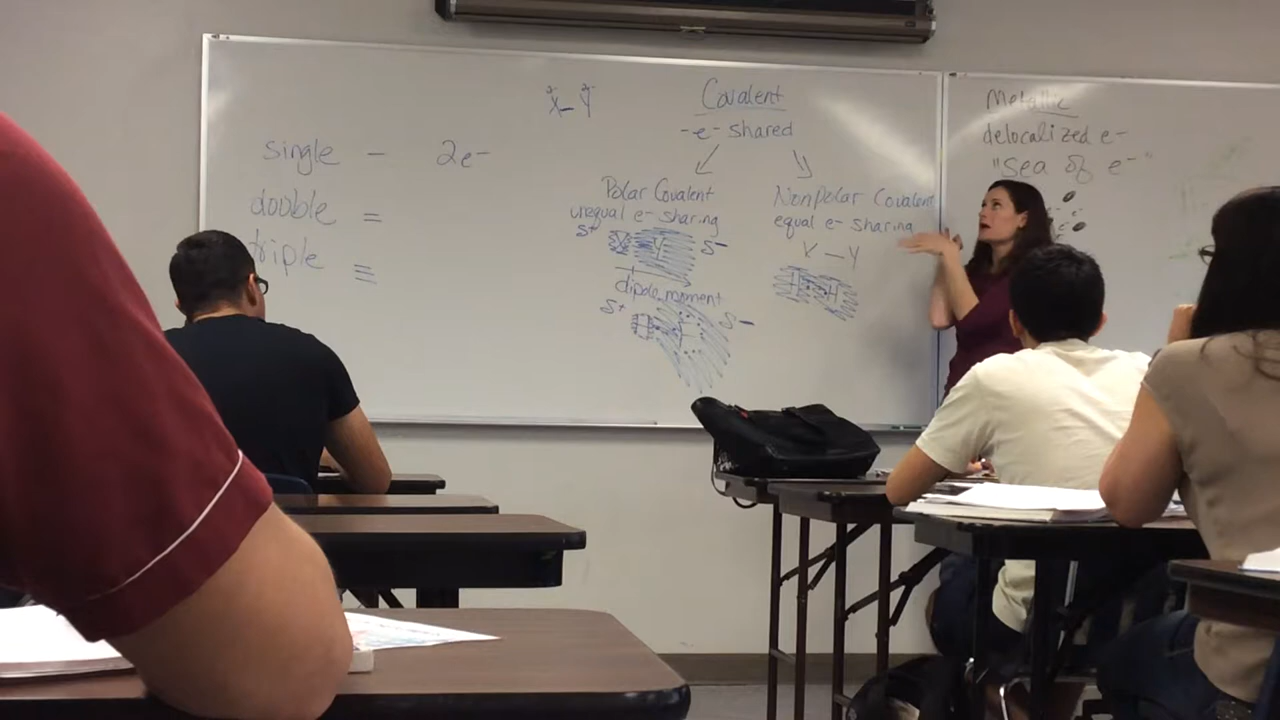 single — 2e-
double =
triple ≡
X – Y
Covalent
-e- shared
Polar Covalent
unequal e- sharing
δ+ X Y δ-
dipole moment
δ+ δ-
NonPolar Covalent
equal e- sharing
X — Y
H H
Metallic
delocalized e-
"Sea of e-"